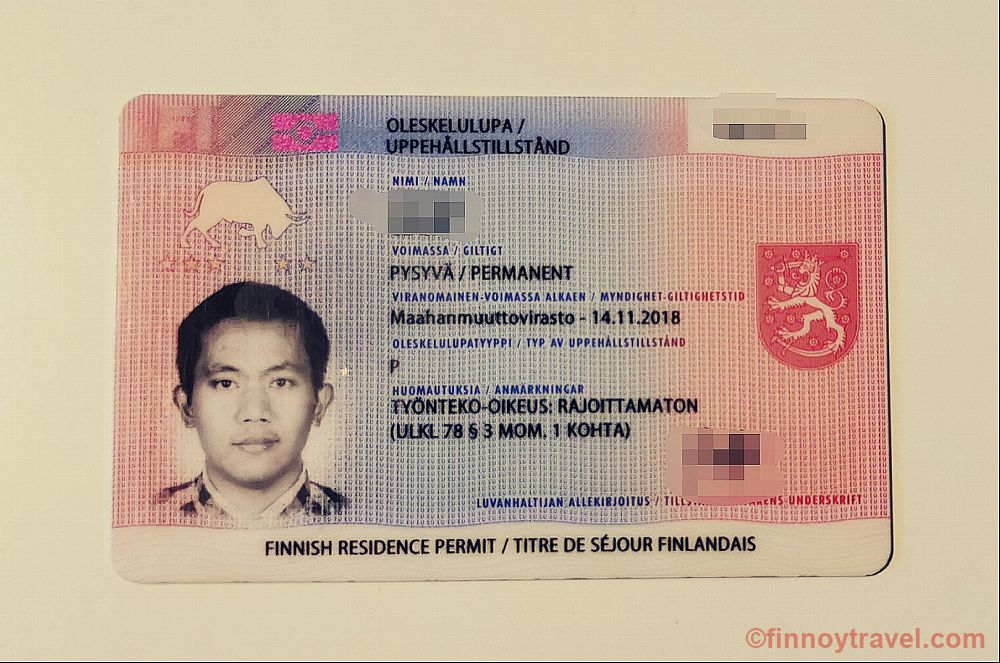 OLESKELULUPA /
UPPEHÅLLSTILLSTÅND
NIMI / NAMN
VOIMASSA / GILTIGT
PYSYVÄ / PERMANENT
VIRANOMAINEN-VOIMASSA ALKAEN / MYNDIGHET-GILTIGHETSTID
Maahanmuuttovirasto - 14.11.2018
OLESKELULUPATYYPPI / TYP AV UPPEHÅLLSTILLSTÅND
P
HUOMAUTUKSIA / ANMÄRKNINGAR
TYÖNTEKO-OIKEUS: RAJOITTAMATON
(ULKL 78 § 3 MOM. 1 KOHTA)
LUVANHALTIJAN ALLEKIRJOITUS / UNDERSKRIFT
FINNISH RESIDENCE PERMIT / TITRE DE SÉJOUR FINLANDAIS
©finnoytravel.com